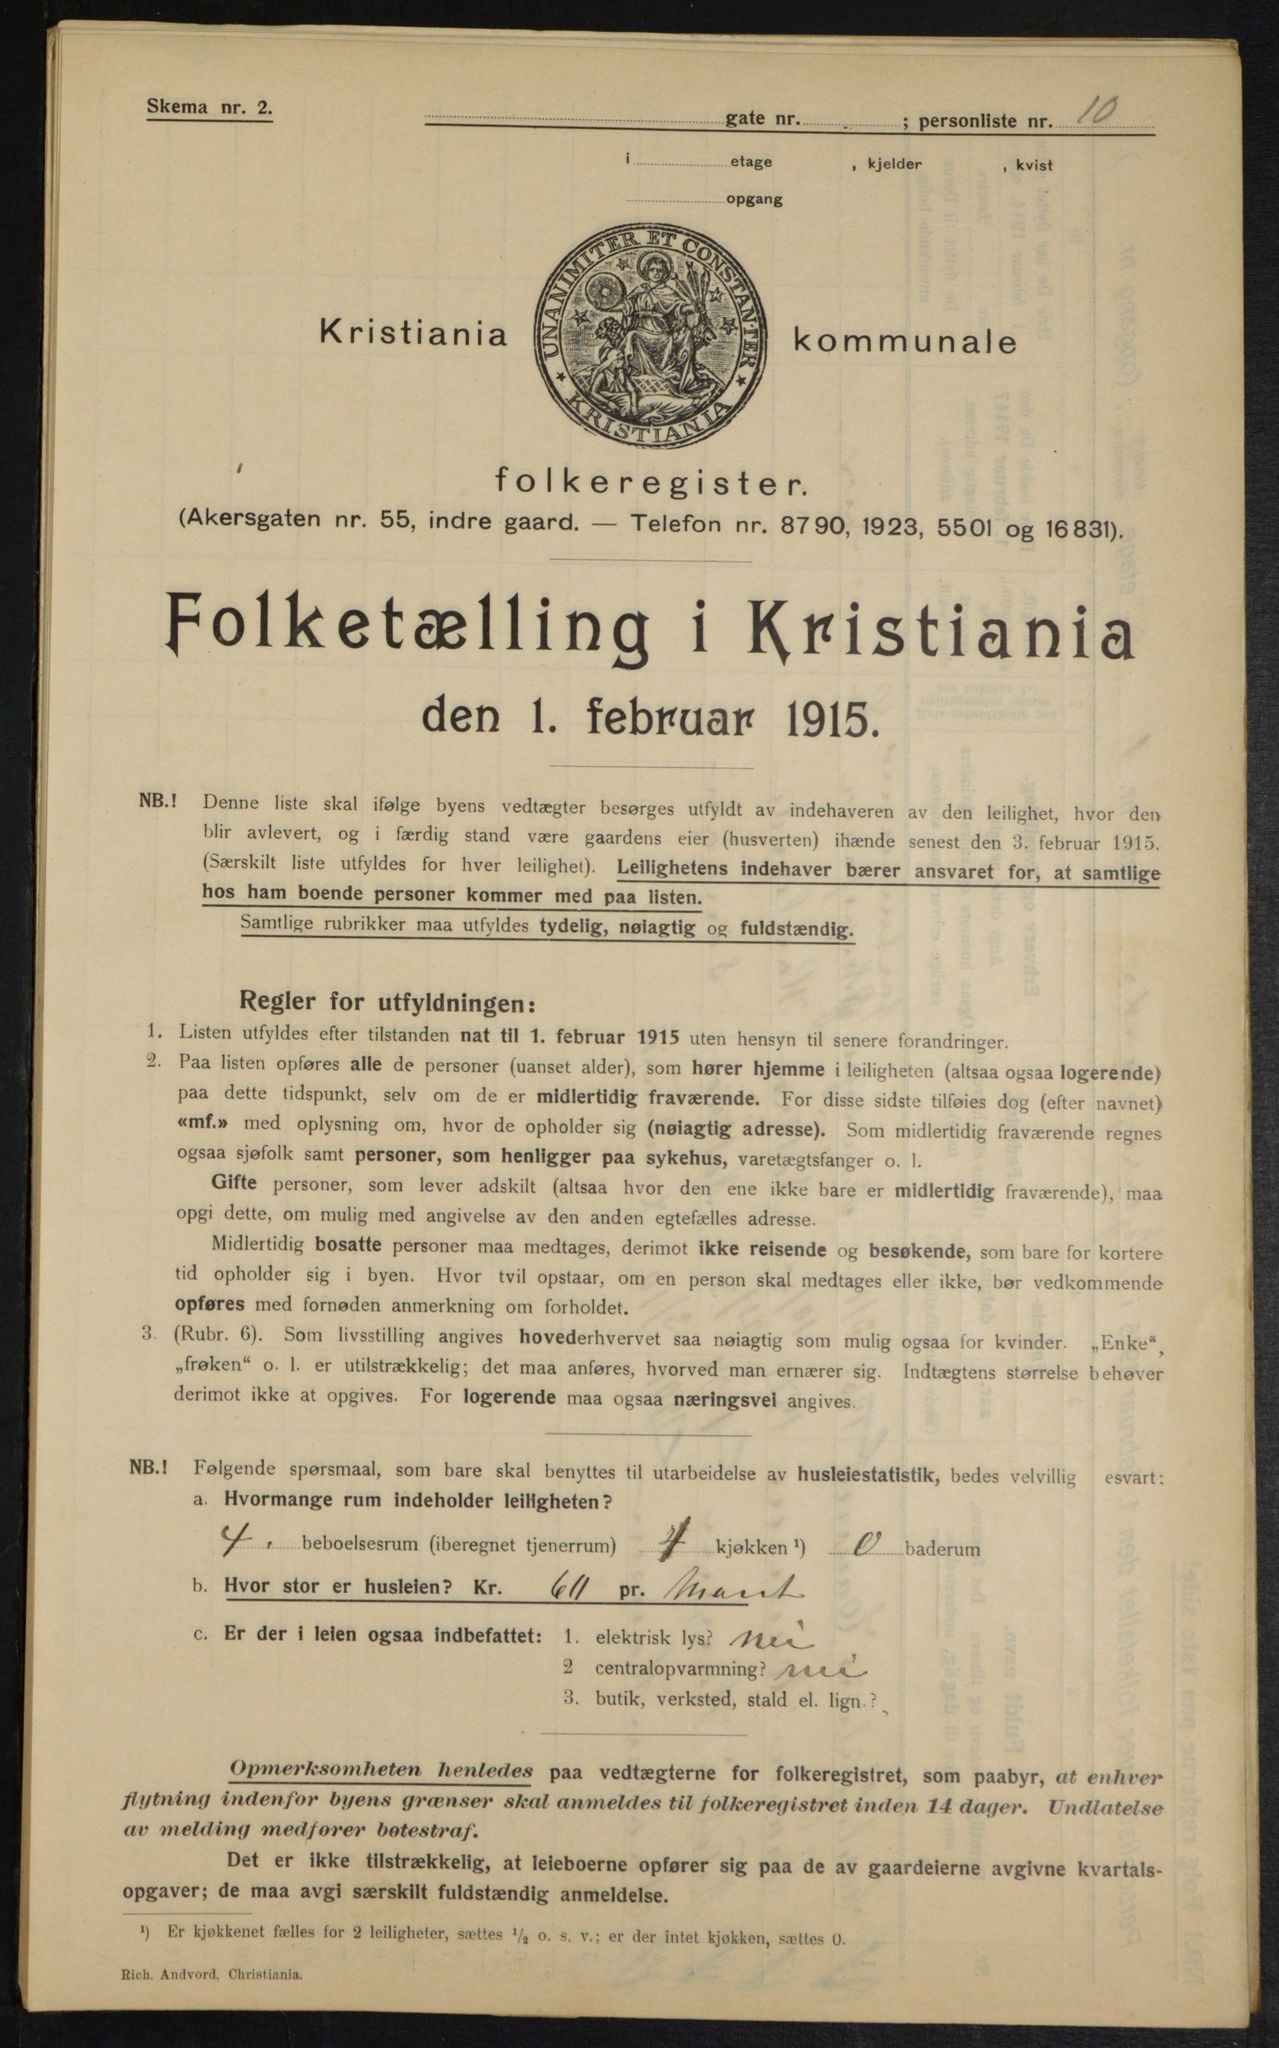 Skema nr. 2.
gate nr. ; personliste nr. 10
i etage , kjelder , kvist
opgang
UNANIMITER ET CONSTANTER
KRISTIANIA
Kristiania kommunale
folkeregister.
(Akersgaten nr. 55, indre gaard. — Telefon nr. 8790, 1923, 5501 og 16831).
Folketælling i Kristiania
den 1. februar 1915.
NB.! Denne liste skal ifølge byens vedtægter besørges utfyldt av indehaveren av den leilighet, hvor den
blir avlevert, og i færdig stand være gaardens eier (husverten) ihænde senest den 3. februar 1915.
(Særskilt liste utfyldes for hver leilighet). Leilighetens indehaver bærer ansvaret for, at samtlige
hos ham boende personer kommer med paa listen.
Samtlige rubrikker maa utfyldes tydelig, nøiagtig og fuldstændig.
Regler for utfyldningen:
1. Listen utfyldes efter tilstanden nat til 1. februar 1915 uten hensyn til senere forandringer.
2. Paa listen opføres alle de personer (uanset alder), som hører hjemme i leiligheten (altsaa ogsaa logerende)
paa dette tidspunkt, selv om de er midlertidig fraværende. For disse sidste tilføies dog (efter navnet)
«mf.» med oplysning om, hvor de opholder sig (nøiagtig adresse). Som midlertidig fraværende regnes
ogsaa sjøfolk samt personer, som henligger paa sykehus, varetægtsfanger o. l.
Gifte personer, som lever adskilt (altsaa hvor den ene ikke bare er midlertidig fraværende), maa
opgi dette, om mulig med angivelse av den anden egtefælles adresse.
Midlertidig bosatte personer maa medtages, derimot ikke reisende og besøkende, som bare for kortere
tid opholder sig i byen. Hvor tvil opstaar, om en person skal medtages eller ikke, bør vedkommende
opføres med fornøden anmerkning om forholdet.
3. (Rubr. 6). Som livsstilling angives hovederhvervet saa nøiagtig som mulig ogsaa for kvinder. „Enke“,
„frøken“ o. l. er utilstrækkelig; det maa anføres, hvorved man ernærer sig. Indtægtens størrelse behøver
derimot ikke at opgives. For logerende maa ogsaa næringsvei angives.
NB.! Følgende spørsmaal, som bare skal benyttes til utarbeidelse av husleiestatistik, bedes velvillig esvart:
a. Hvormange rum indeholder leiligheten?
4 beboelsesrum (iberegnet tjenerrum) kjøkken ¹) 0 baderum
b. Hvor stor er husleien? Kr. 60 pr. Mant
c. Er der i leien ogsaa indbefattet: 1. elektrisk lys? nei
2 centralopvarmning? nei
3. butik, verksted, stald el. lign.?
Opmerksomheten henledes paa vedtægterne for folkeregistret, som paabyr, at enhver
flytning indenfor byens grænser skal anmeldes til folkeregistret inden 14 dager. Undlatelse
av melding medfører bøtestraf.
Det er ikke tilstrækkelig, at leieboerne opfører sig paa de av gaardeierne avgivne kvartals-
opgaver; de maa avgi særskilt fuldstændig anmeldelse.
¹) Er kjøkkenet fælles for 2 leiligheter, sættes ½ o. s. v.; er der intet kjøkken, sættes 0.
Rich. Andvord, Christiania.